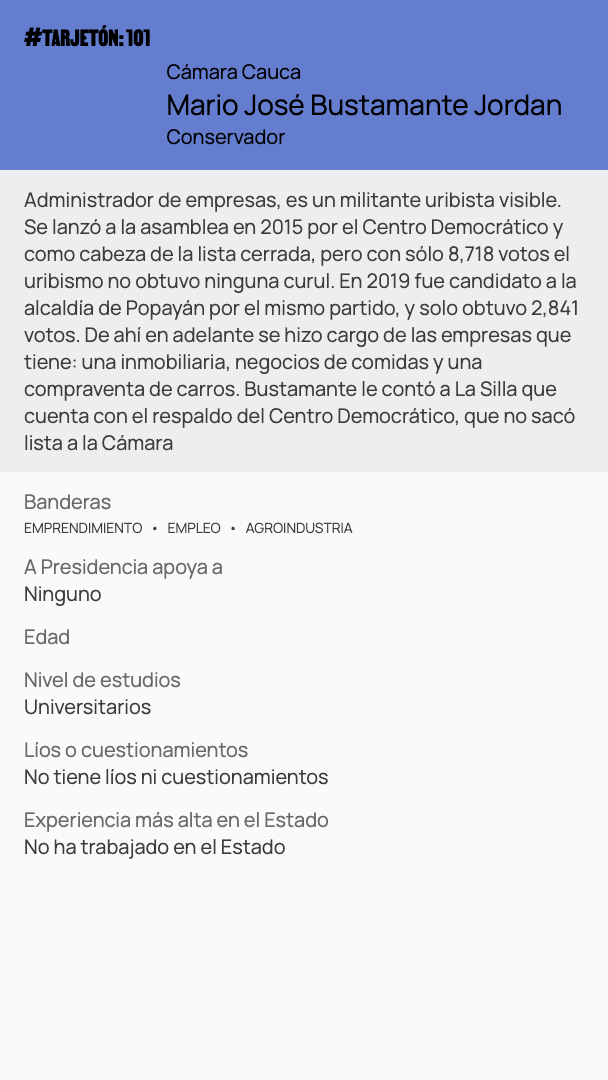 #TARJETÓN: 101
Cámara Cauca
Mario José Bustamante Jordan
Conservador
Administrador de empresas, es un militante uribista visible.
Se lanzó a la asamblea en 2015 por el Centro Democrático y
como cabeza de la lista cerrada, pero con sólo 8,718 votos el
uribismo no obtuvo ninguna curul. En 2019 fue candidato a la
alcaldía de Popayán por el mismo partido, y solo obtuvo 2,841
votos. De ahí en adelante se hizo cargo de las empresas que
tiene: una inmobiliaria, negocios de comidas y una
compraventa de carros. Bustamante le contó a La Silla que
cuenta con el respaldo del Centro Democrático, que no sacó
lista a la Cámara
Banderas
EMPRENDIMIENTO • EMPLEO • AGROINDUSTRIA
A Presidencia apoya a
Ninguno
Edad
Nivel de estudios
Universitarios
Líos o cuestionamientos
No tiene líos ni cuestionamientos
Experiencia más alta en el Estado
No ha trabajado en el Estado